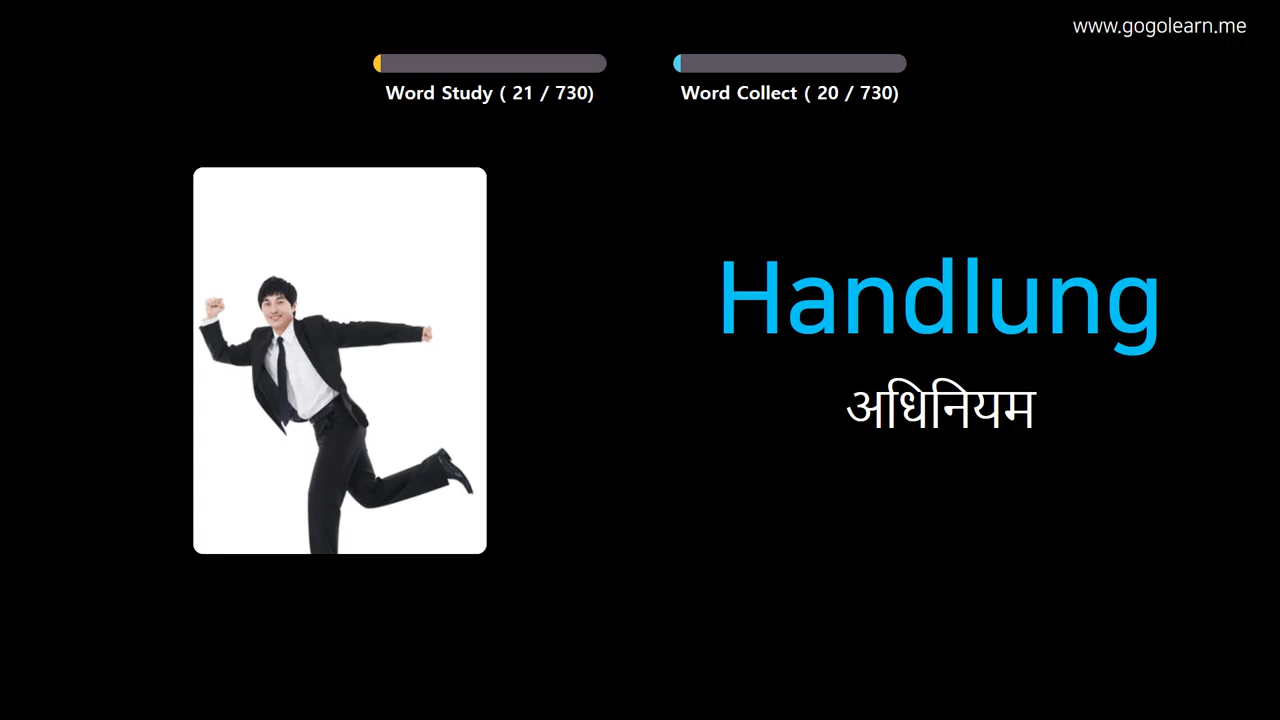 www.gogolearn.me
Word Study ( 21 / 730)
Word Collect ( 20 / 730)
Handlung
अधिनियम